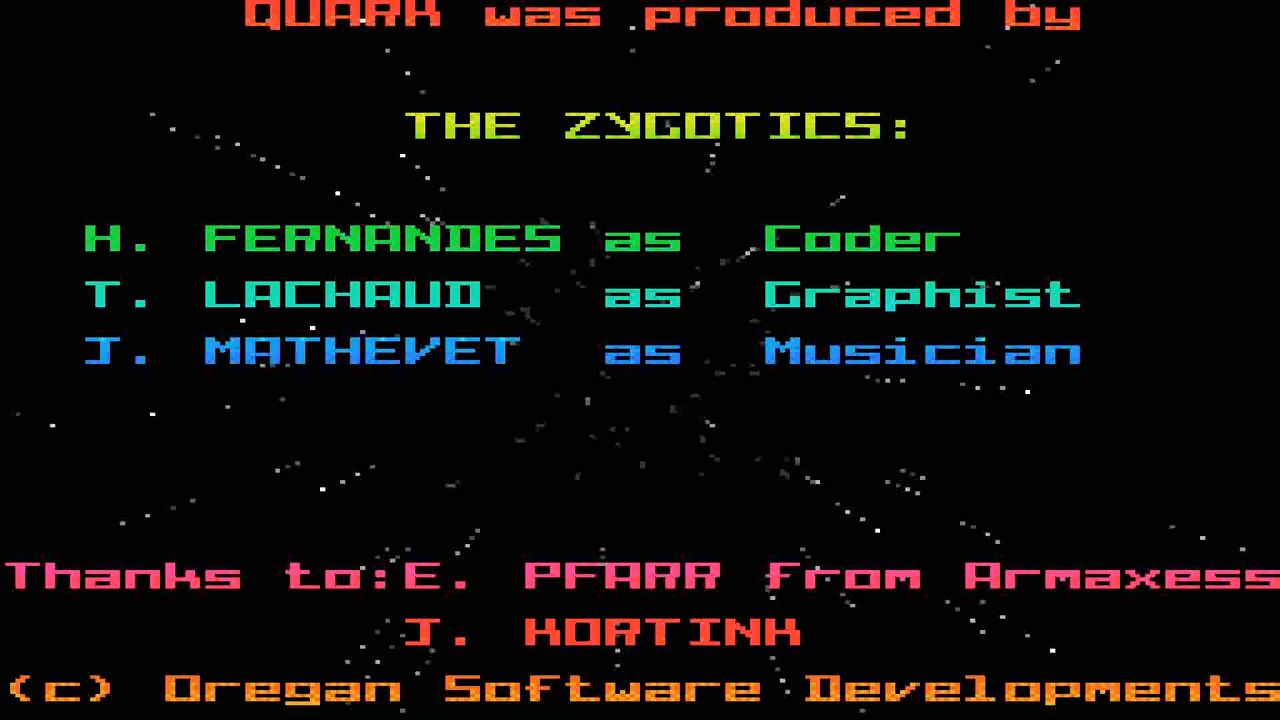 QUARK was produced by
THE ZYGOTICS:
H. FERNANDES as Coder
T. LACHAUD as Graphist
J. MATHEVET as Musician
Thanks to:E. PFARR from Armaxess
J. KORTINK
(c) Oregan Software Developments